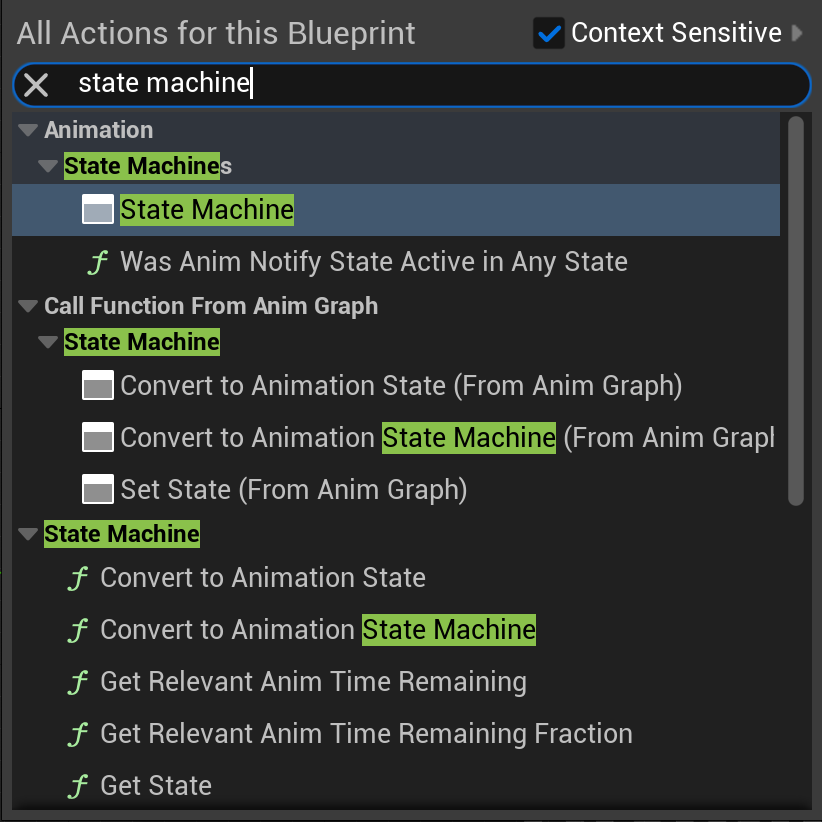 All Actions for this Blueprint Context Sensitive
state machine
Animation
State Machines
State Machine
Was Anim Notify State Active in Any State
Call Function From Anim Graph
State Machine
Convert to Animation State (From Anim Graph)
Convert to Animation State Machine (From Anim Grap
Set State (From Anim Graph)
State Machine
Convert to Animation State
Convert to Animation State Machine
Get Relevant Anim Time Remaining
Get Relevant Anim Time Remaining Fraction
Get State